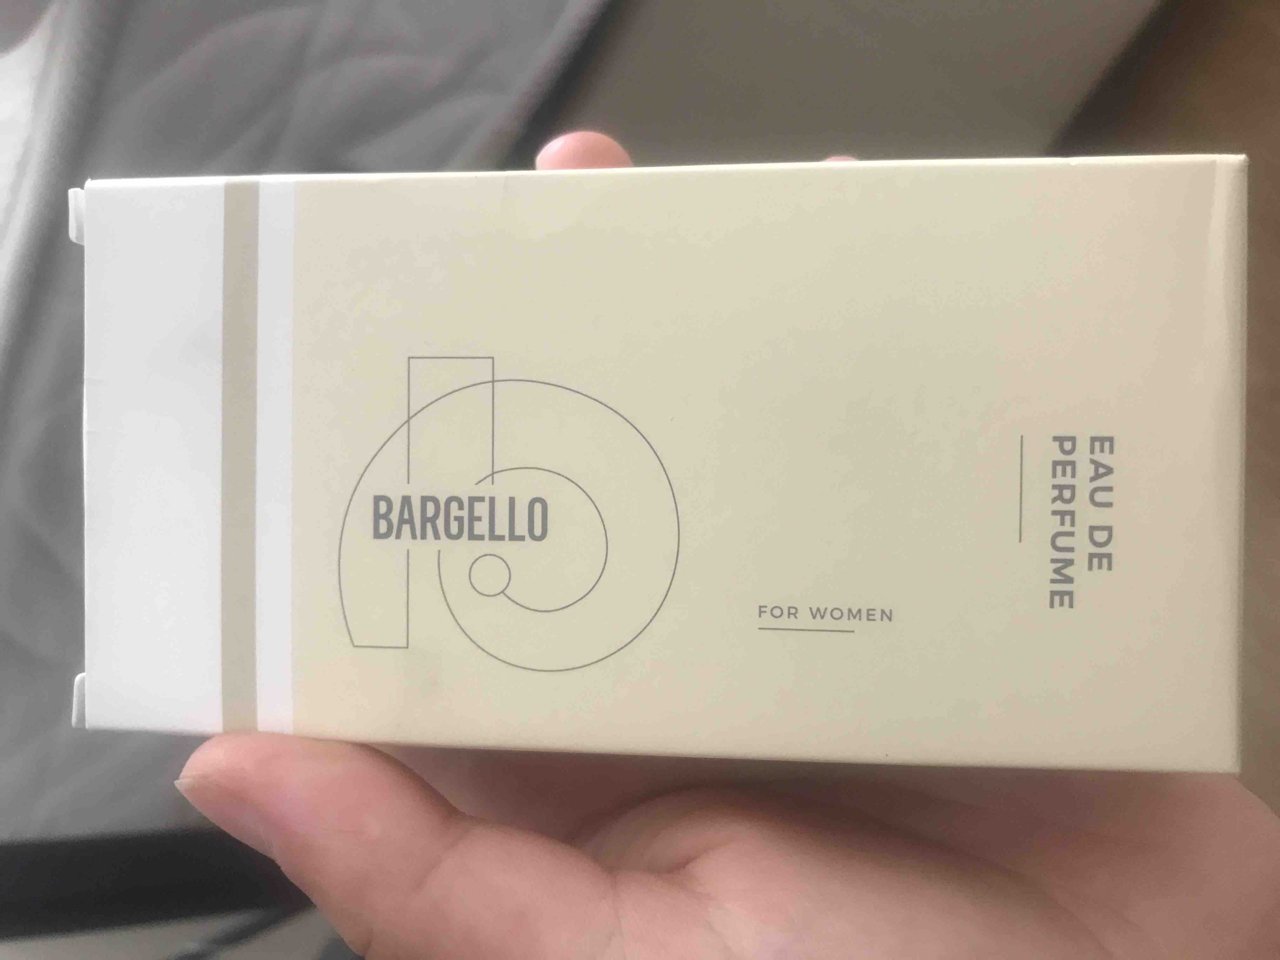 BARGELLO
FOR WOMEN
EAU DE
PERFUME